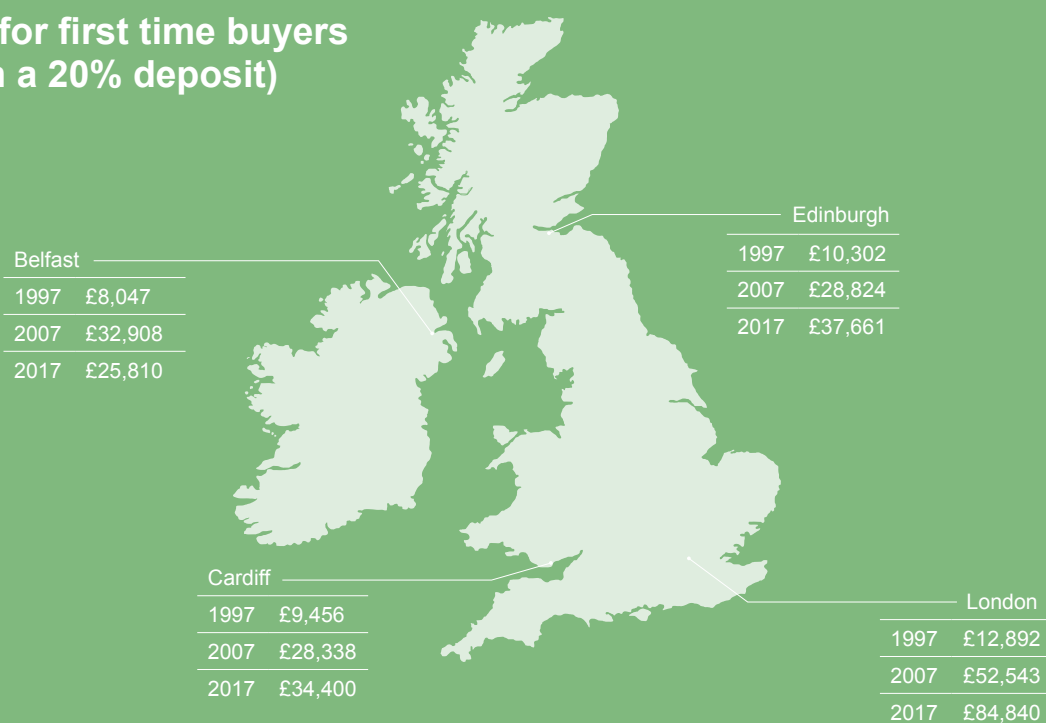 for first time buyers
a 20% deposit)
Edinburgh
1997 £10,302
2007 £28,824
2017 £37,661
Belfast
1997 £8,047
2007 £32,908
2017 £25,810
Cardiff
1997 £9,456
2007 £28,338
2017 £34,400
London
1997 £12,892
2007 £52,543
2017 £84,840